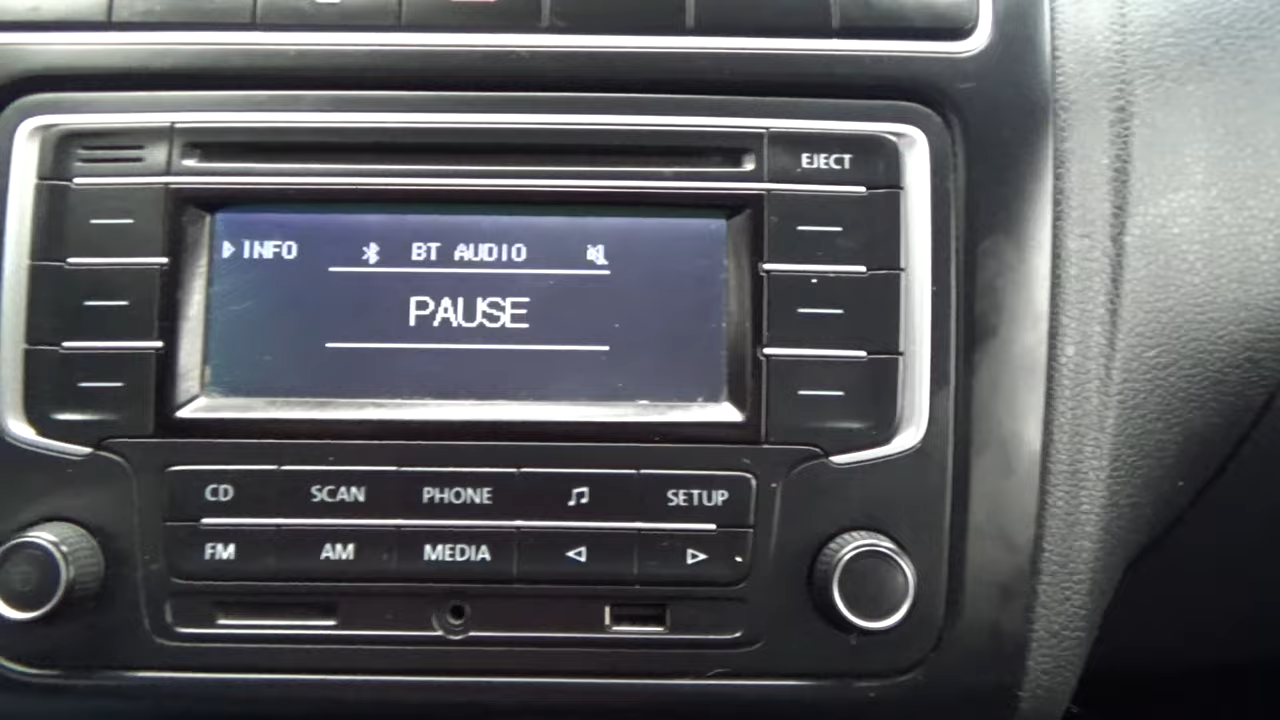 EJECT
INFO BT AUDIO
PAUSE
CD SCAN PHONE SETUP
FM AM MEDIA